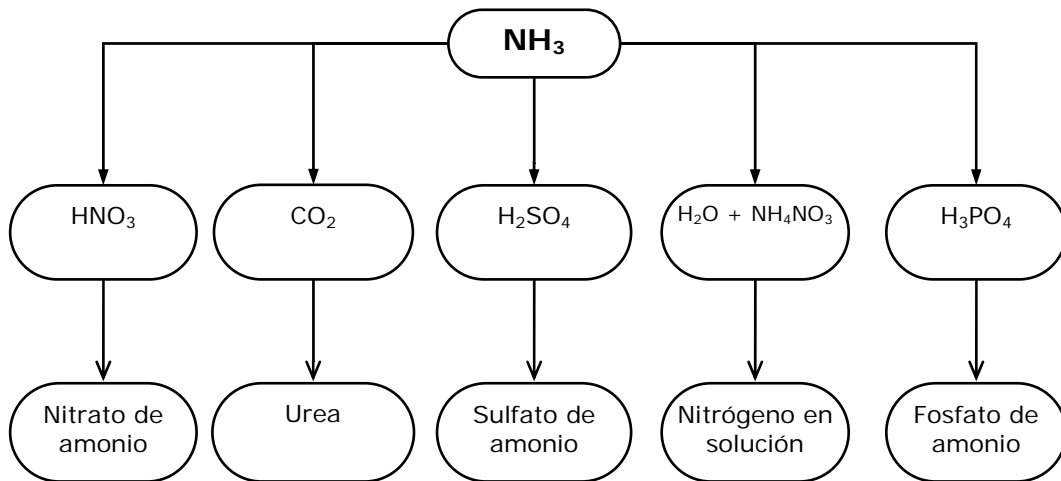 NH₃
HNO₃
CO₂
H₂SO₄
H₂O + NH₄NO₃
H₃PO₄
Nitrato de
amonio
Urea
Sulfato de
amonio
Nitrógeno en
solución
Fosfato de
amonio